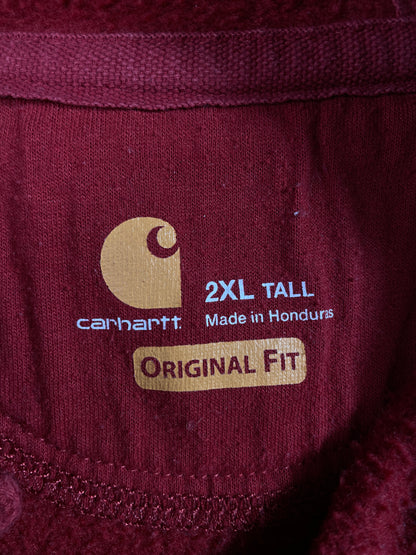 carhartt
2XL TALL
Made in Honduras
ORIGINAL FIT